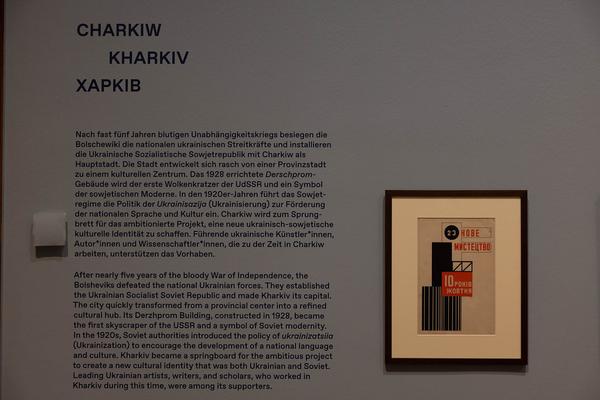 CHARKIW
KHARKIV
ХАРКІВ
Nach fast fünf Jahren blutigen Unabhängigkeitskriegs besiegen die
Bolschewiki die nationalen ukrainischen Streitkräfte und installieren
die Ukrainische Sozialistische Sowjetrepublik mit Charkiw als
Hauptstadt. Die Stadt entwickelt sich rasch von einer Provinzstadt
zu einem kulturellen Zentrum. Das 1928 errichtete Derschprom-
Gebäude wird der erste Wolkenkratzer der UdSSR und ein Symbol
der sowjetischen Moderne. In den 1920er-Jahren führt das Sowjet-
regime die Politik der Ukrainisazija (Ukrainisierung) zur Förderung
der nationalen Sprache und Kultur ein. Charkiw wird zum Sprung-
brett für das ambitionierte Projekt, eine neue ukrainisch-sowjetische
kulturelle Identität zu schaffen. Führende ukrainische Künstler*innen,
Autor*innen und Wissenschaftler*innen, die zu der Zeit in Charkiw
arbeiten, unterstützen das Vorhaben.
After nearly five years of the bloody War of Independence, the
Bolsheviks defeated the national Ukrainian forces. They established
the Ukrainian Socialist Soviet Republic and made Kharkiv its capital.
The city quickly transformed from a provincial center into a refined
cultural hub. Its Derzhprom Building, constructed in 1928, became
the first skyscraper of the USSR and a symbol of Soviet modernity.
In the 1920s, Soviet authorities introduced the policy of ukrainizatsiia
(Ukrainization) to encourage the development of a national language
and culture. Kharkiv became a springboard for the ambitious project
to create a new cultural identity that was both Ukrainian and Soviet.
Leading Ukrainian artists, writers, and scholars, who worked in
Kharkiv during this time, were among its supporters.
23 НОВЕ
МИСТЕЦТВО
10 РОКІВ
ЖОВТНЯ